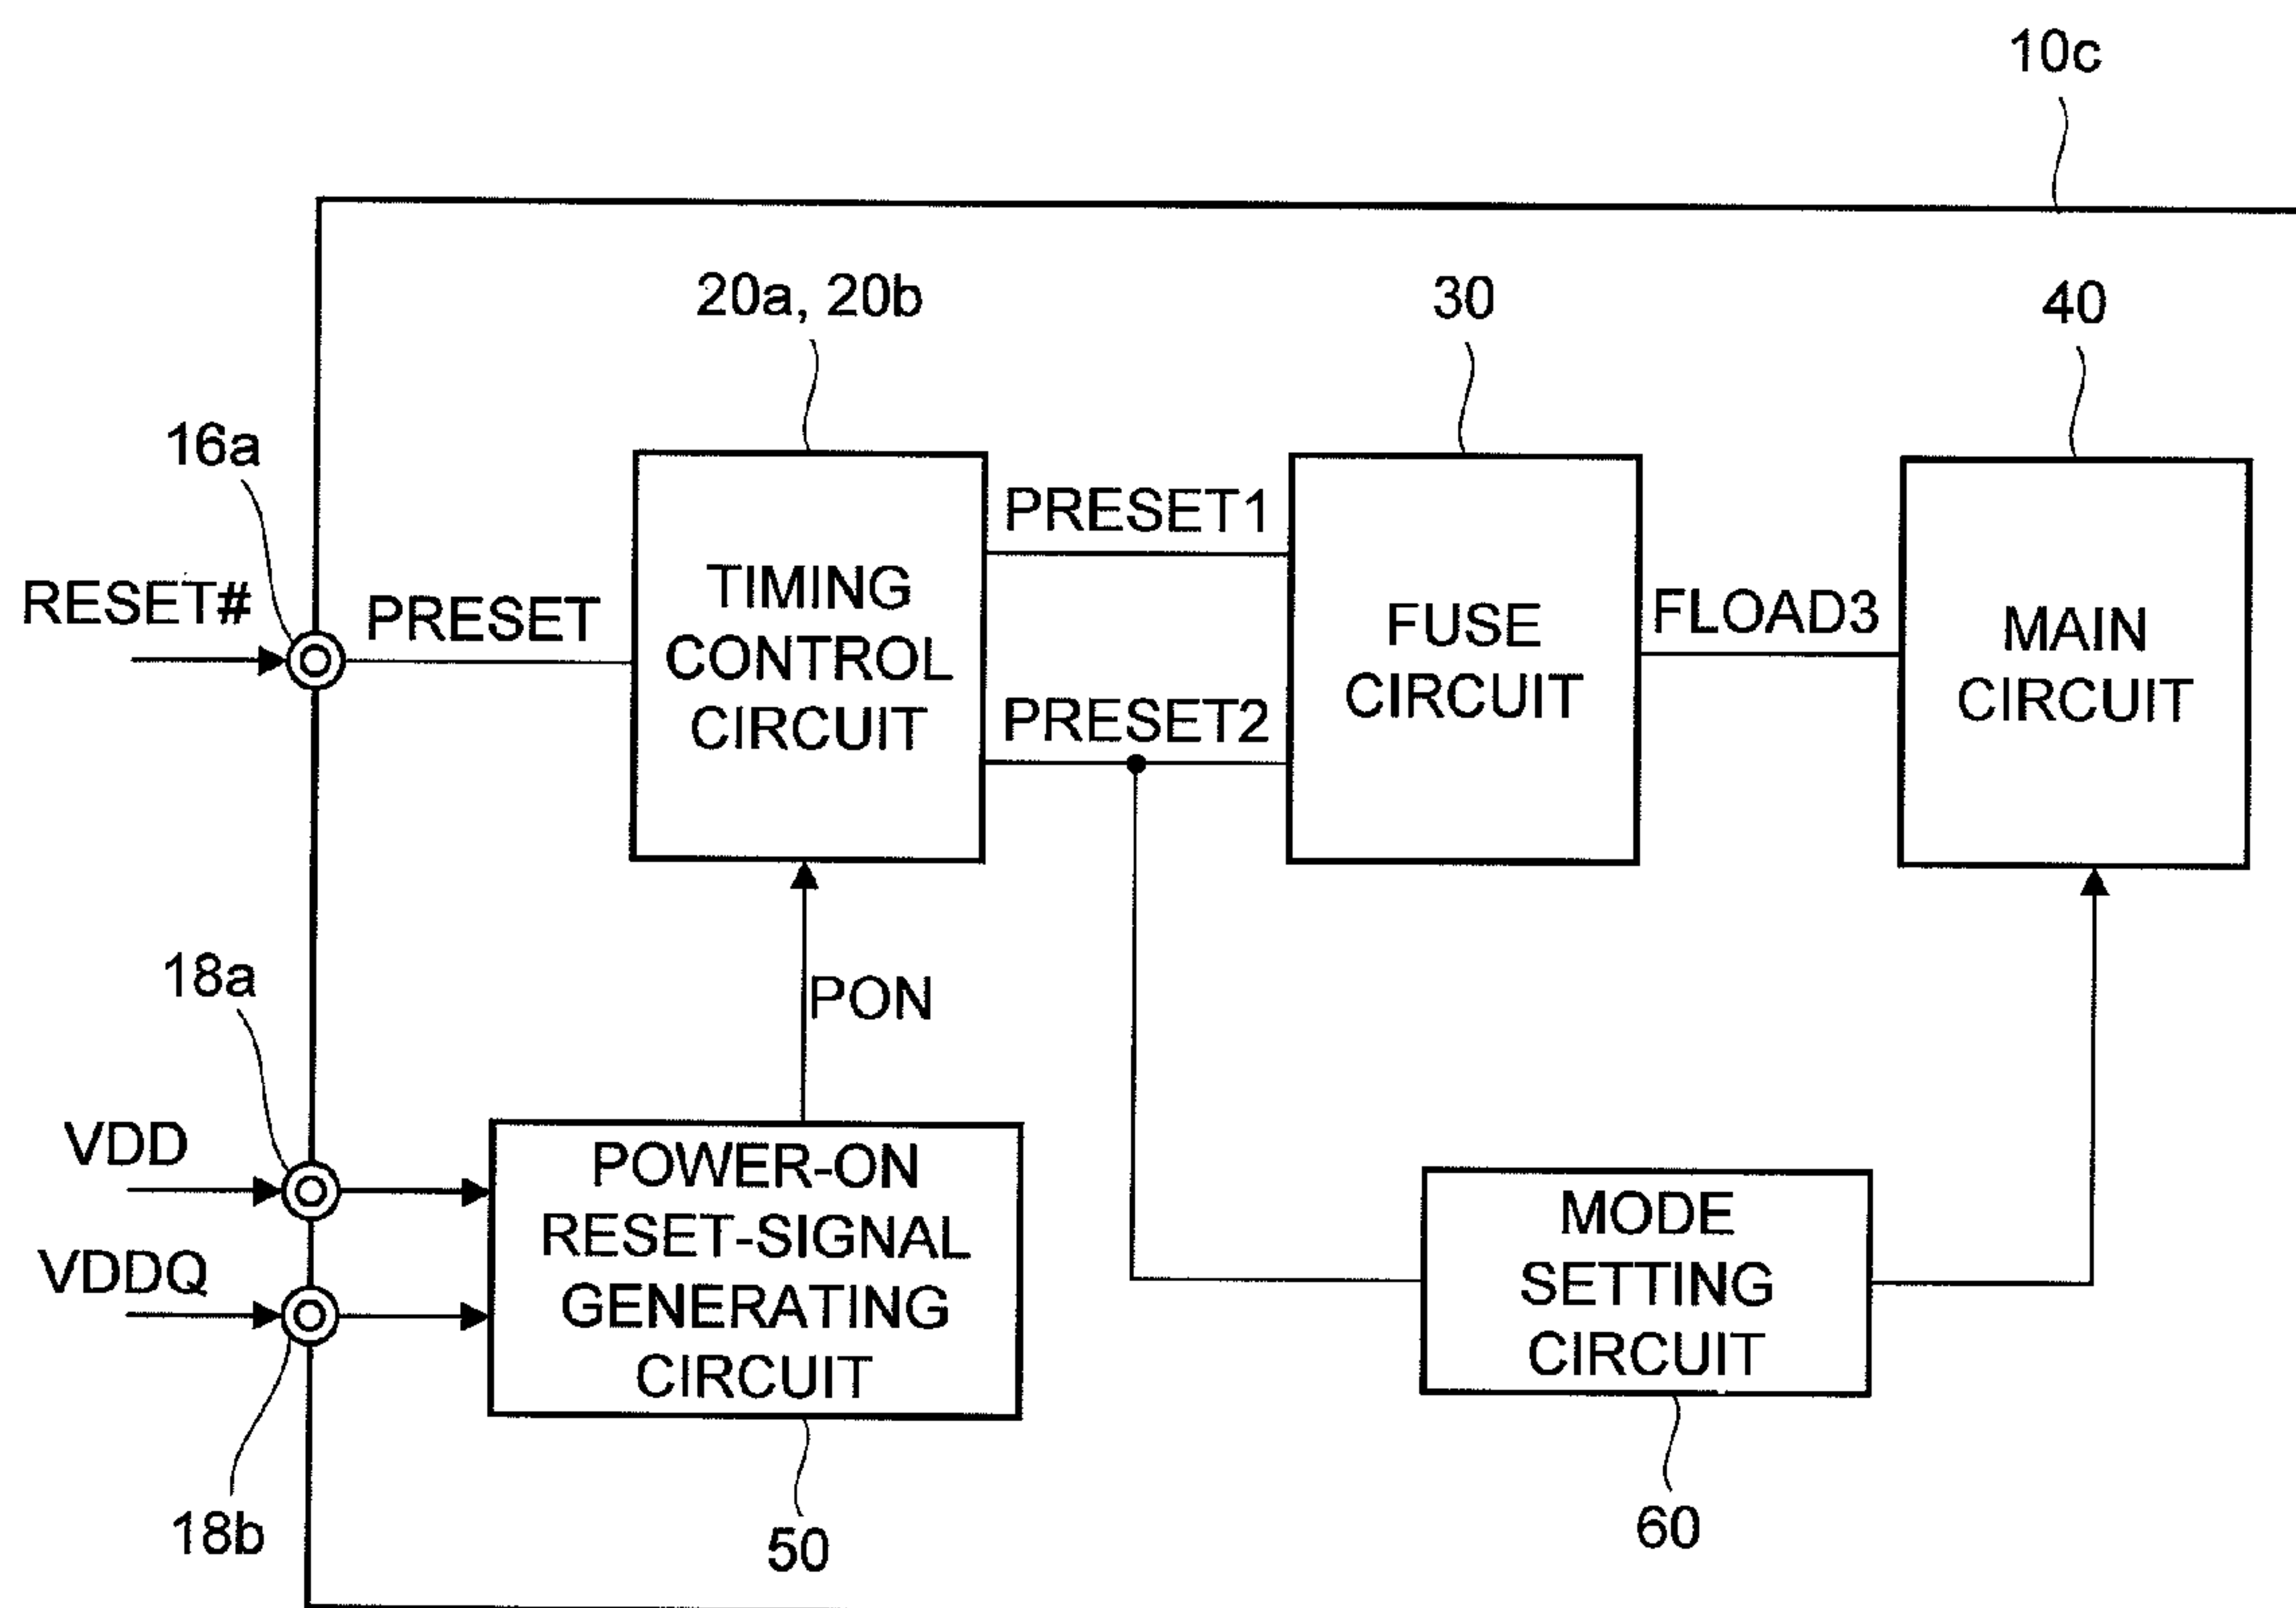 10c
20a, 20b
30
40
16a
RESET#
PRESET
TIMING
CONTROL
CIRCUIT
PRESET1
PRESET2
FUSE
CIRCUIT
FLOAD3
MAIN
CIRCUIT
PON
18a
VDD
VDDQ
18b
POWER-ON
RESET-SIGNAL
GENERATING
CIRCUIT
50
MODE
SETTING
CIRCUIT
60